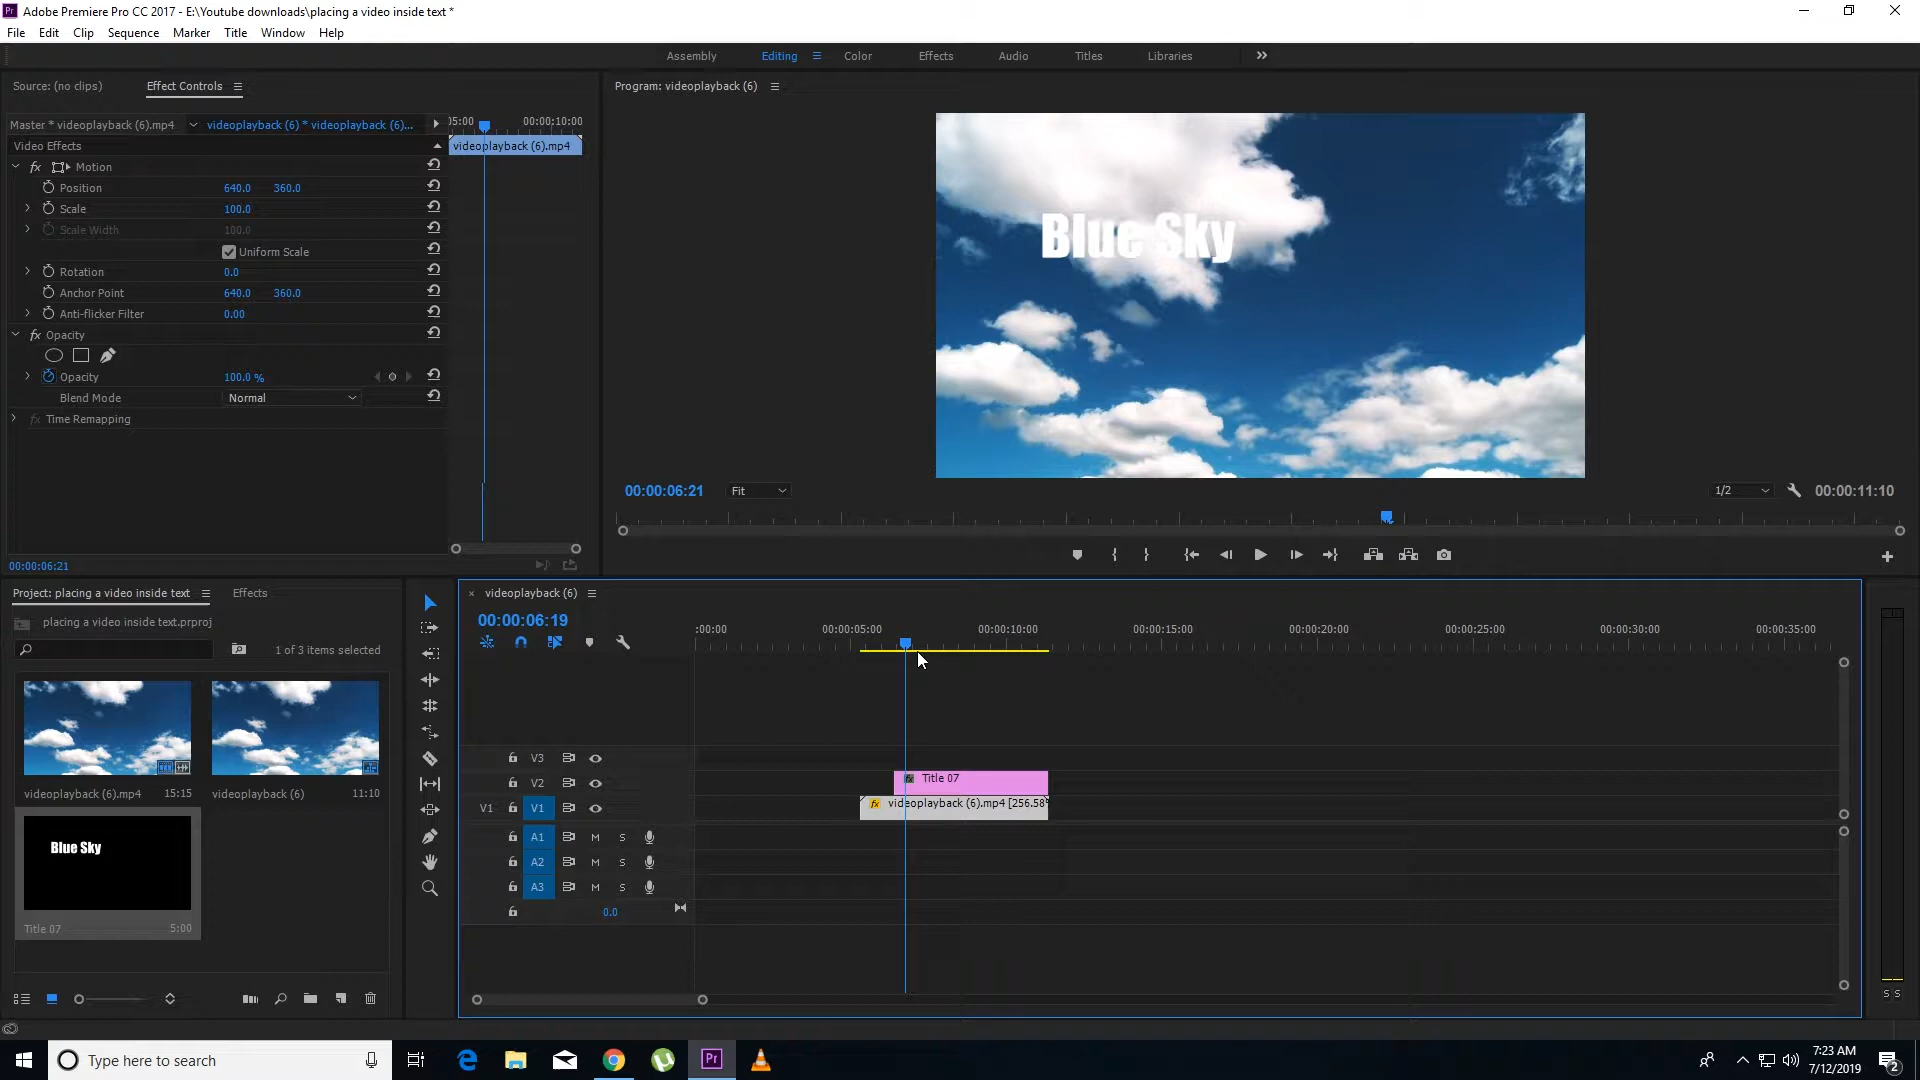 Adobe Premiere Pro CC 2017 - E:\Youtube downloads\placing a video inside text *
File Edit Clip Sequence Marker Title Window Help
Assembly Editing Color Effects Audio Titles Libraries
Source: (no clips) Effect Controls
Program: videoplayback (6)
Master * videoplayback (6).mp4 videoplayback (6) * videoplayback (6)...
00:00:10:00
Video Effects
videoplayback (6).mp4
fx Motion
Position 640.0 360.0
Scale 100.0
Scale Width 100.0
Uniform Scale
Rotation 0.0
Anchor Point 640.0 360.0
Anti-flicker Filter 0.00
fx Opacity
Opacity 100.0 %
Blend Mode Normal
fx Time Remapping
00:00:06:21
Blue Sky
00:00:06:21 Fit 1/2 00:00:11:10
Project: placing a video inside text Effects
placing a video inside text.prproj
1 of 3 items selected
videoplayback (6).mp4 15:15
videoplayback (6) 11:10
Blue Sky
Title 07 5:00
videoplayback (6)
00:00:06:19
:00:00 00:00:05:00 00:00:10:00 00:00:15:00 00:00:20:00 00:00:25:00 00:00:30:00 00:00:35:00
V3
V2 fx Title 07
V1 V1 fx videoplayback (6).mp4 [256.58%
A1 M S
A2 M S
A3 M S
0.0
S S
Type here to search
Pr
7:23 AM
7/12/2019
2